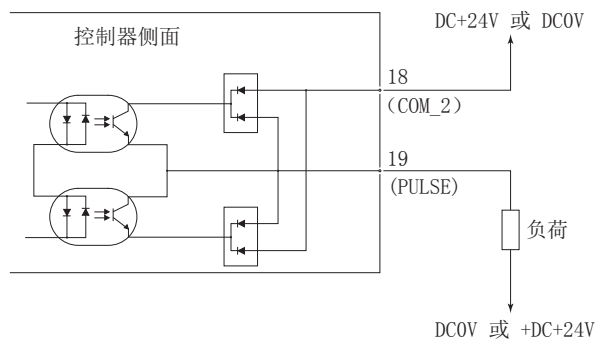 DC+24V 或 DC0V
控制器侧面
18
(COM_2)
19
(PULSE)
负荷
DC0V 或 +DC+24V